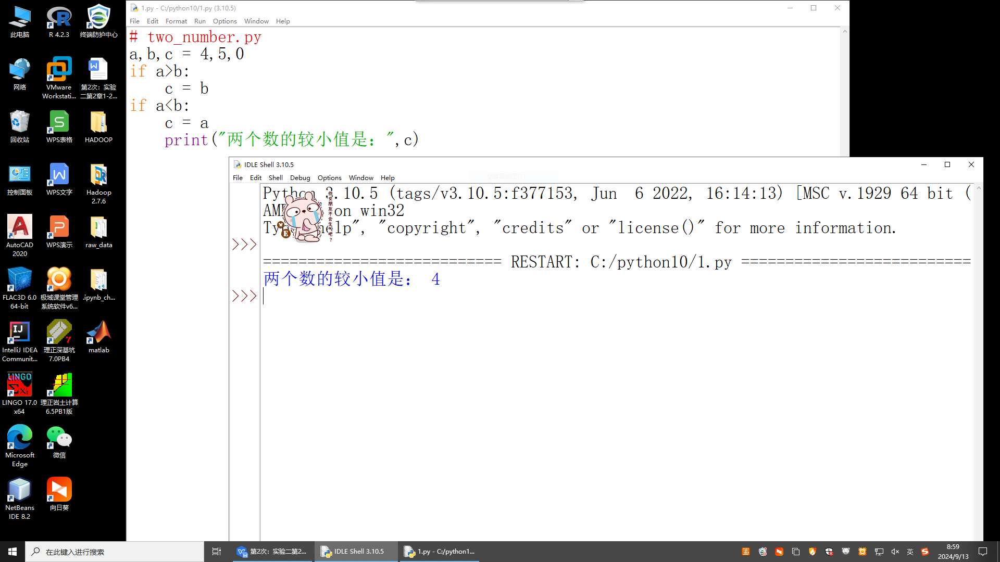 此电脑
R 4.2.3
终端防护中心
网络
VMware
Workstati...
第2次：实验
二第2章1-2...
回收站
WPS表格
HADOOP
控制面板
WPS文字
Hadoop
2.7.6
AutoCAD
2020
WPS演示
raw_data
FLAC3D 6.0
64-bit
极域课堂管理
系统软件v6...
.ipynb_ch...
IntelliJ IDEA
Communit...
理正深基坑
7.0PB4
matlab
LINGO 17.0
x64
理正岩土计算
6.5PB1版
Microsoft
Edge
微信
NetBeans
IDE 8.2
向日葵
1.py - C:/python10/1.py (3.10.5)
File Edit Format Run Options Window Help
# two_number.py
a,b,c = 4,5,0
if a>b:
    c = b
if a<b:
    c = a
    print("两个数的较小值是：",c)
IDLE Shell 3.10.5
File Edit Shell Debug Options Window Help
Python 3.10.5 (tags/v3.10.5:f377153, Jun  6 2022, 16:14:13) [MSC v.1929 64 bit (
on win32
"copyright", "credits" or "license()" for more information.
你女朋友不会生气吧？
>>>
=========================== RESTART: C:/python10/1.py ==========================
两个数的较小值是： 4
>>>
在此键入进行搜索
第2次：实验二第2...
IDLE Shell 3.10.5
1.py - C:/python1...
英
8:59
2024/9/13